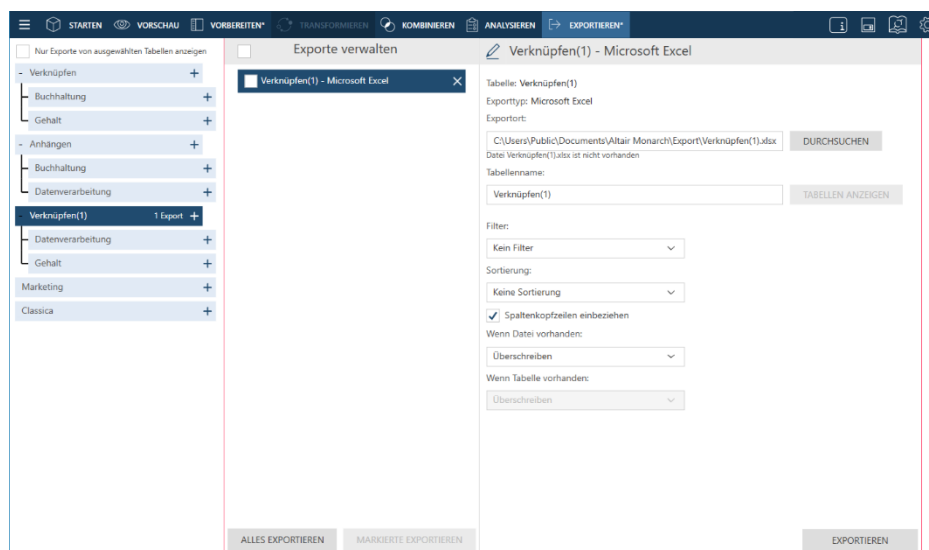 STARTEN VORSCHAU VORBEREITEN* TRANSFORMIEREN KOMBINIEREN ANALYSIEREN EXPORTIEREN*
Nur Exporte von ausgewählten Tabellen anzeigen
- Verknüpfen +
Buchhaltung +
Gehalt +
- Anhängen +
Buchhaltung +
Datenverarbeitung +
- Verknüpfen(1) 1 Export +
Datenverarbeitung +
Gehalt +
Marketing +
Classica +
Exporte verwalten
Verknüpfen(1) - Microsoft Excel
ALLES EXPORTIEREN MARKIERTE EXPORTIEREN
Verknüpfen(1) - Microsoft Excel
Tabelle: Verknüpfen(1)
Exporttyp: Microsoft Excel
Exportort:
C:\Users\Public\Documents\Altair Monarch\Export\Verknüpfen(1).xlsx DURCHSUCHEN
Datei Verknüpfen(1).xlsx ist nicht vorhanden
Tabellenname:
Verknüpfen(1) TABELLEN ANZEIGEN
Filter:
Kein Filter
Sortierung:
Keine Sortierung
Spaltenkopfzeilen einbeziehen
Wenn Datei vorhanden:
Überschreiben
Wenn Tabelle vorhanden:
Überschreiben
EXPORTIEREN